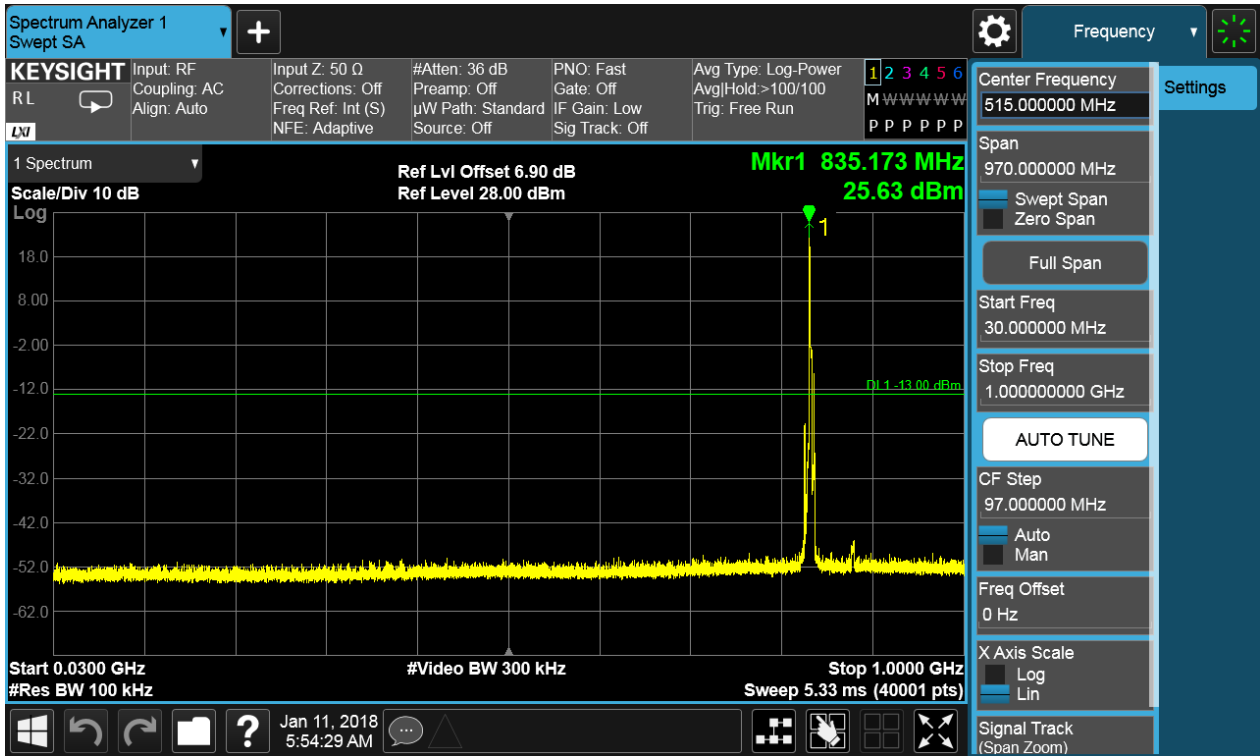 Spectrum Analyzer 1
Swept SA
+
Frequency
KEYSIGHT
RL
LXI
Input: RF
Coupling: AC
Align: Auto
Input Z: 50 Ω
Corrections: Off
Freq Ref: Int (S)
NFE: Adaptive
#Atten: 36 dB
Preamp: Off
µW Path: Standard
Source: Off
PNO: Fast
Gate: Off
IF Gain: Low
Sig Track: Off
Avg Type: Log-Power
Avg|Hold:>100/100
Trig: Free Run
1 2 3 4 5 6
M W W W W W
P P P P P P
1 Spectrum
Scale/Div 10 dB
Log
Ref Lvl Offset 6.90 dB
Ref Level 28.00 dBm
Mkr1 835.173 MHz
25.63 dBm
1
18.0
8.00
-2.00
-12.0
DL1 -13.00 dBm
-22.0
-32.0
-42.0
-52.0
-62.0
Start 0.0300 GHz
#Video BW 300 kHz
Stop 1.0000 GHz
#Res BW 100 kHz
Sweep 5.33 ms (40001 pts)
Center Frequency
515.000000 MHz
Settings
Span
970.000000 MHz
Swept Span
Zero Span
Full Span
Start Freq
30.000000 MHz
Stop Freq
1.000000000 GHz
AUTO TUNE
CF Step
97.000000 MHz
Auto
Man
Freq Offset
0 Hz
X Axis Scale
Log
Lin
Signal Track
(Span Zoom)
?
Jan 11, 2018
5:54:29 AM